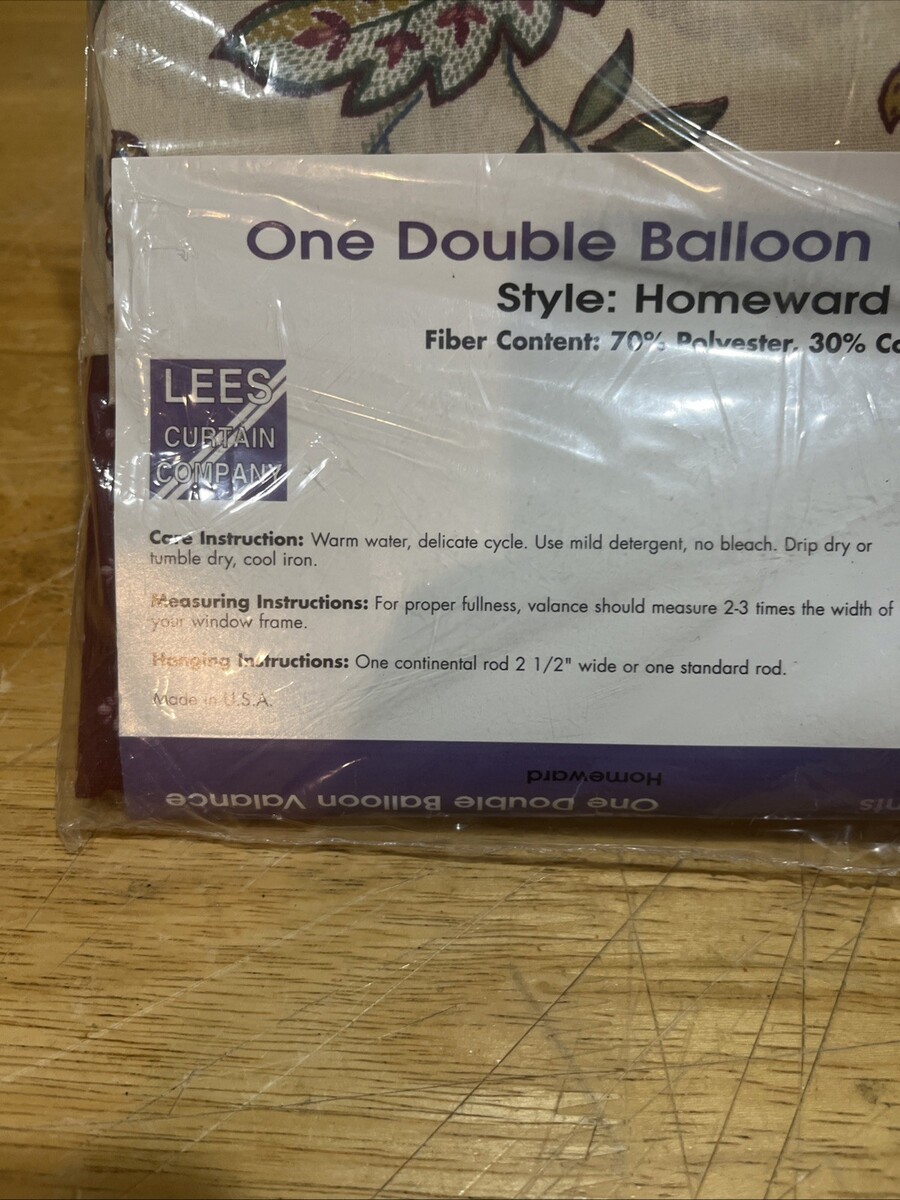 One Double Balloon
Style: Homeward
Fiber Content: 70% Polyester, 30% Co
LEES
CURTAIN
COMPANY
Care Instruction: Warm water, delicate cycle. Use mild detergent, no bleach. Drip dry or
tumble dry, cool iron.
Measuring Instructions: For proper fullness, valance should measure 2-3 times the width of
your window frame.
Hanging Instructions: One continental rod 2 1/2" wide or one standard rod.
Made in U.S.A.
Homeward
One Double Balloon Valance
nts